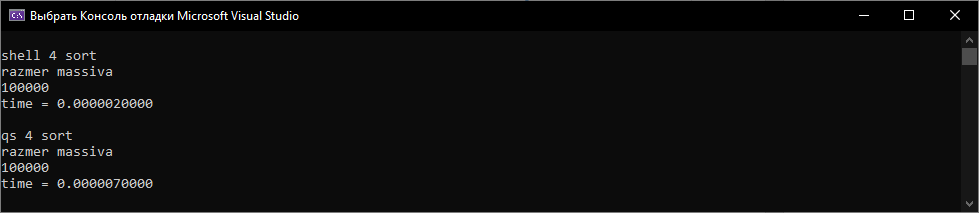 Выбрать Консоль отладки Microsoft Visual Studio
shell 4 sort
razmer massiva
100000
time = 0.0000020000
qs 4 sort
razmer massiva
100000
time = 0.0000070000